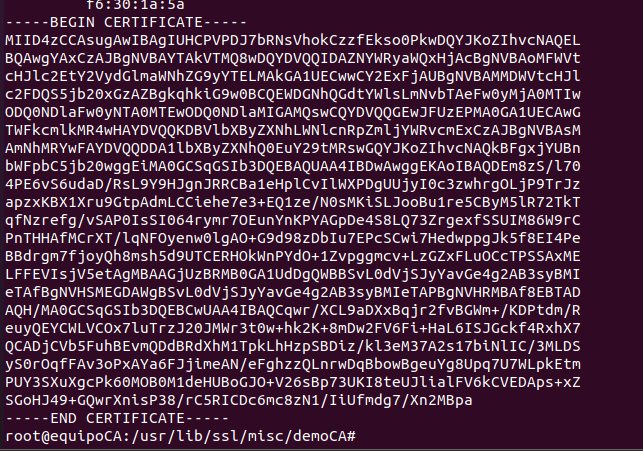 f6:30:1a:5a
-----BEGIN CERTIFICATE-----
MIID4zCCAsugAwIBAgIUHCPVPDJ7bRNsVhokCzzfEkso0PkwDQYJKoZIhvcNAQEL
BQAwgYAxCzAJBgNVBAYTAkVTMQ8wDQYDVQQIDAZNYWRyaWQxHjAcBgNVBAoMFWVt
cHJlc2EtY2VydGlmaWNhZG9yYTELMAkGA1UECwwCY2ExFjAUBgNVBAMMDWVtcHJl
c2FDQS5jb20xGzAZBgkqhkiG9w0BCQEWDGNhQGdtYWlsLmNvbTAeFw0yMjA0MTIw
ODQ0NDlaFw0yNTA0MTEwODQ0NDlaMIGAMQswCQYDVQQGEwJFUzEPMA0GA1UECAwG
TWFkcmlkMR4wHAYDVQQKDBVlbXByZXNhLWNlcnRpZmljYWRvcmExCzAJBgNVBAsM
AmNhMRYwFAYDVQQDDA1lbXByZXNhQ0EuY29tMRswGQYJKoZIhvcNAQkBFgxjYUBn
bWFpbC5jb20wggEiMA0GCSqGSIb3DQEBAQUAA4IBDwAwggEKAoIBAQDEm8zS/l70
4PE6vS6udaD/RsL9Y9HJgnJRRCBa1eHplCvIlWXPDgUUjyI0c3zwhrgOLjP9TrJz
apzxKBX1Xru9GtpAdmLCCiehe7e3+EQ1ze/N0sMKiSLJooBu1re5CByM5lR72TkT
qfNzrefg/vSAP0IsSI064rymr7OEunYnKPYAGpDe4S8LQ73ZrgexfSSUIM86W9rC
PnTHHAfMCrXT/lqNFOyenw0lgAO+G9d98zDbIu7EPcSCwi7HedwppgJk5f8EI4Pe
BBdrgm7fjoyQh8msh5d9UTCERHOkWnPYdO+1Zvpggmcv+LzGZxFLuOCcTPSSAxME
LFFEVIsjV5etAgMBAAGjUzBRMB0GA1UdDgQWBBSvL0dVjSJyYavGe4g2AB3syBMI
eTAfBgNVHSMEGDAWgBSvL0dVjSJyYavGe4g2AB3syBMIeTAPBgNVHRMBAf8EBTAD
AQH/MA0GCSqGSIb3DQEBCwUAA4IBAQCqwr/XCL9aDXxBqjr2fvBGWm+/KDPtdm/R
euyQEYCWLVCOx7luTrzJ20JMWr3t0w+hk2K+8mDw2FV6Fi+HaL6ISJGckf4RxhX7
QCADjCVb5FuhBEvmQDdBRdXhM1TpkLhHzpSBDiz/kl3eM37A2s17biNlIC/3MLDS
yS0rOqfFAv3oPxAYa6FJjimeAN/eFghzzQLnrwDqBbowBgeuYg8Upq7U7WLpkEtm
PUY3SXuXgcPk60MOB0M1deHUBoGJO+V26sBp73UKI8teUJlialFV6kCVEDAps+xZ
SGoHJ49+GQwrXnisP38/rC5RICDc6mc8zN1/IiUfmdg7/Xn2MBpa
-----END CERTIFICATE-----
root@equipoCA:/usr/lib/ssl/misc/demoCA#